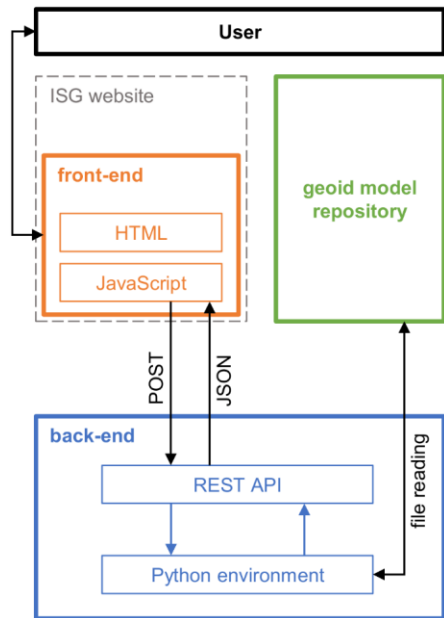 User
ISG website
front-end
HTML
JavaScript
geoid model
repository
POST
JSON
file reading
back-end
REST API
Python environment